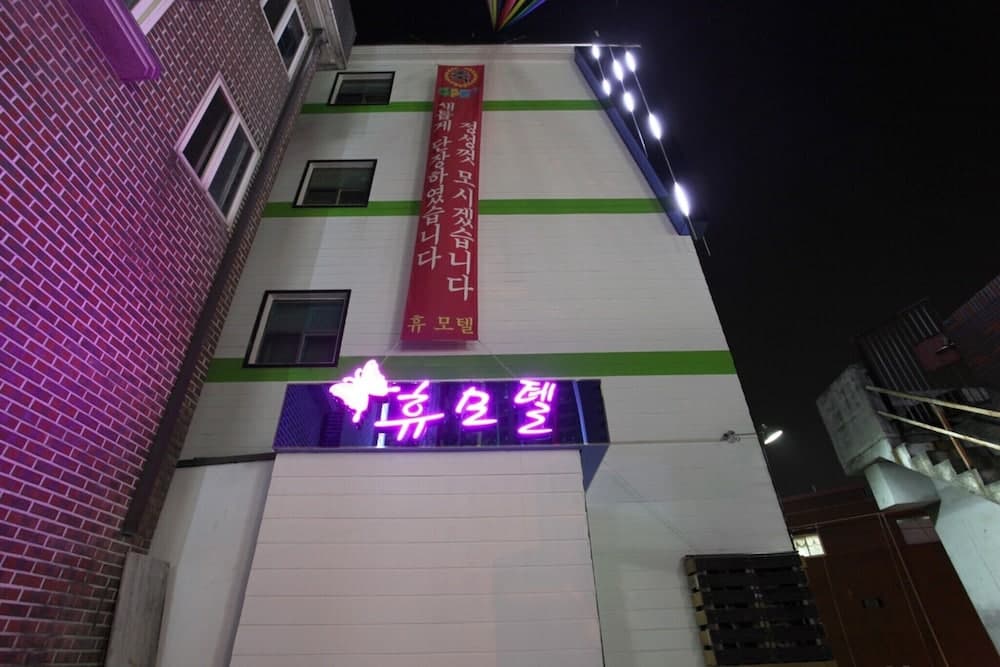 새롭게 단장하였습니다
정성껏 모시겠습니다
휴 모텔
휴모텔